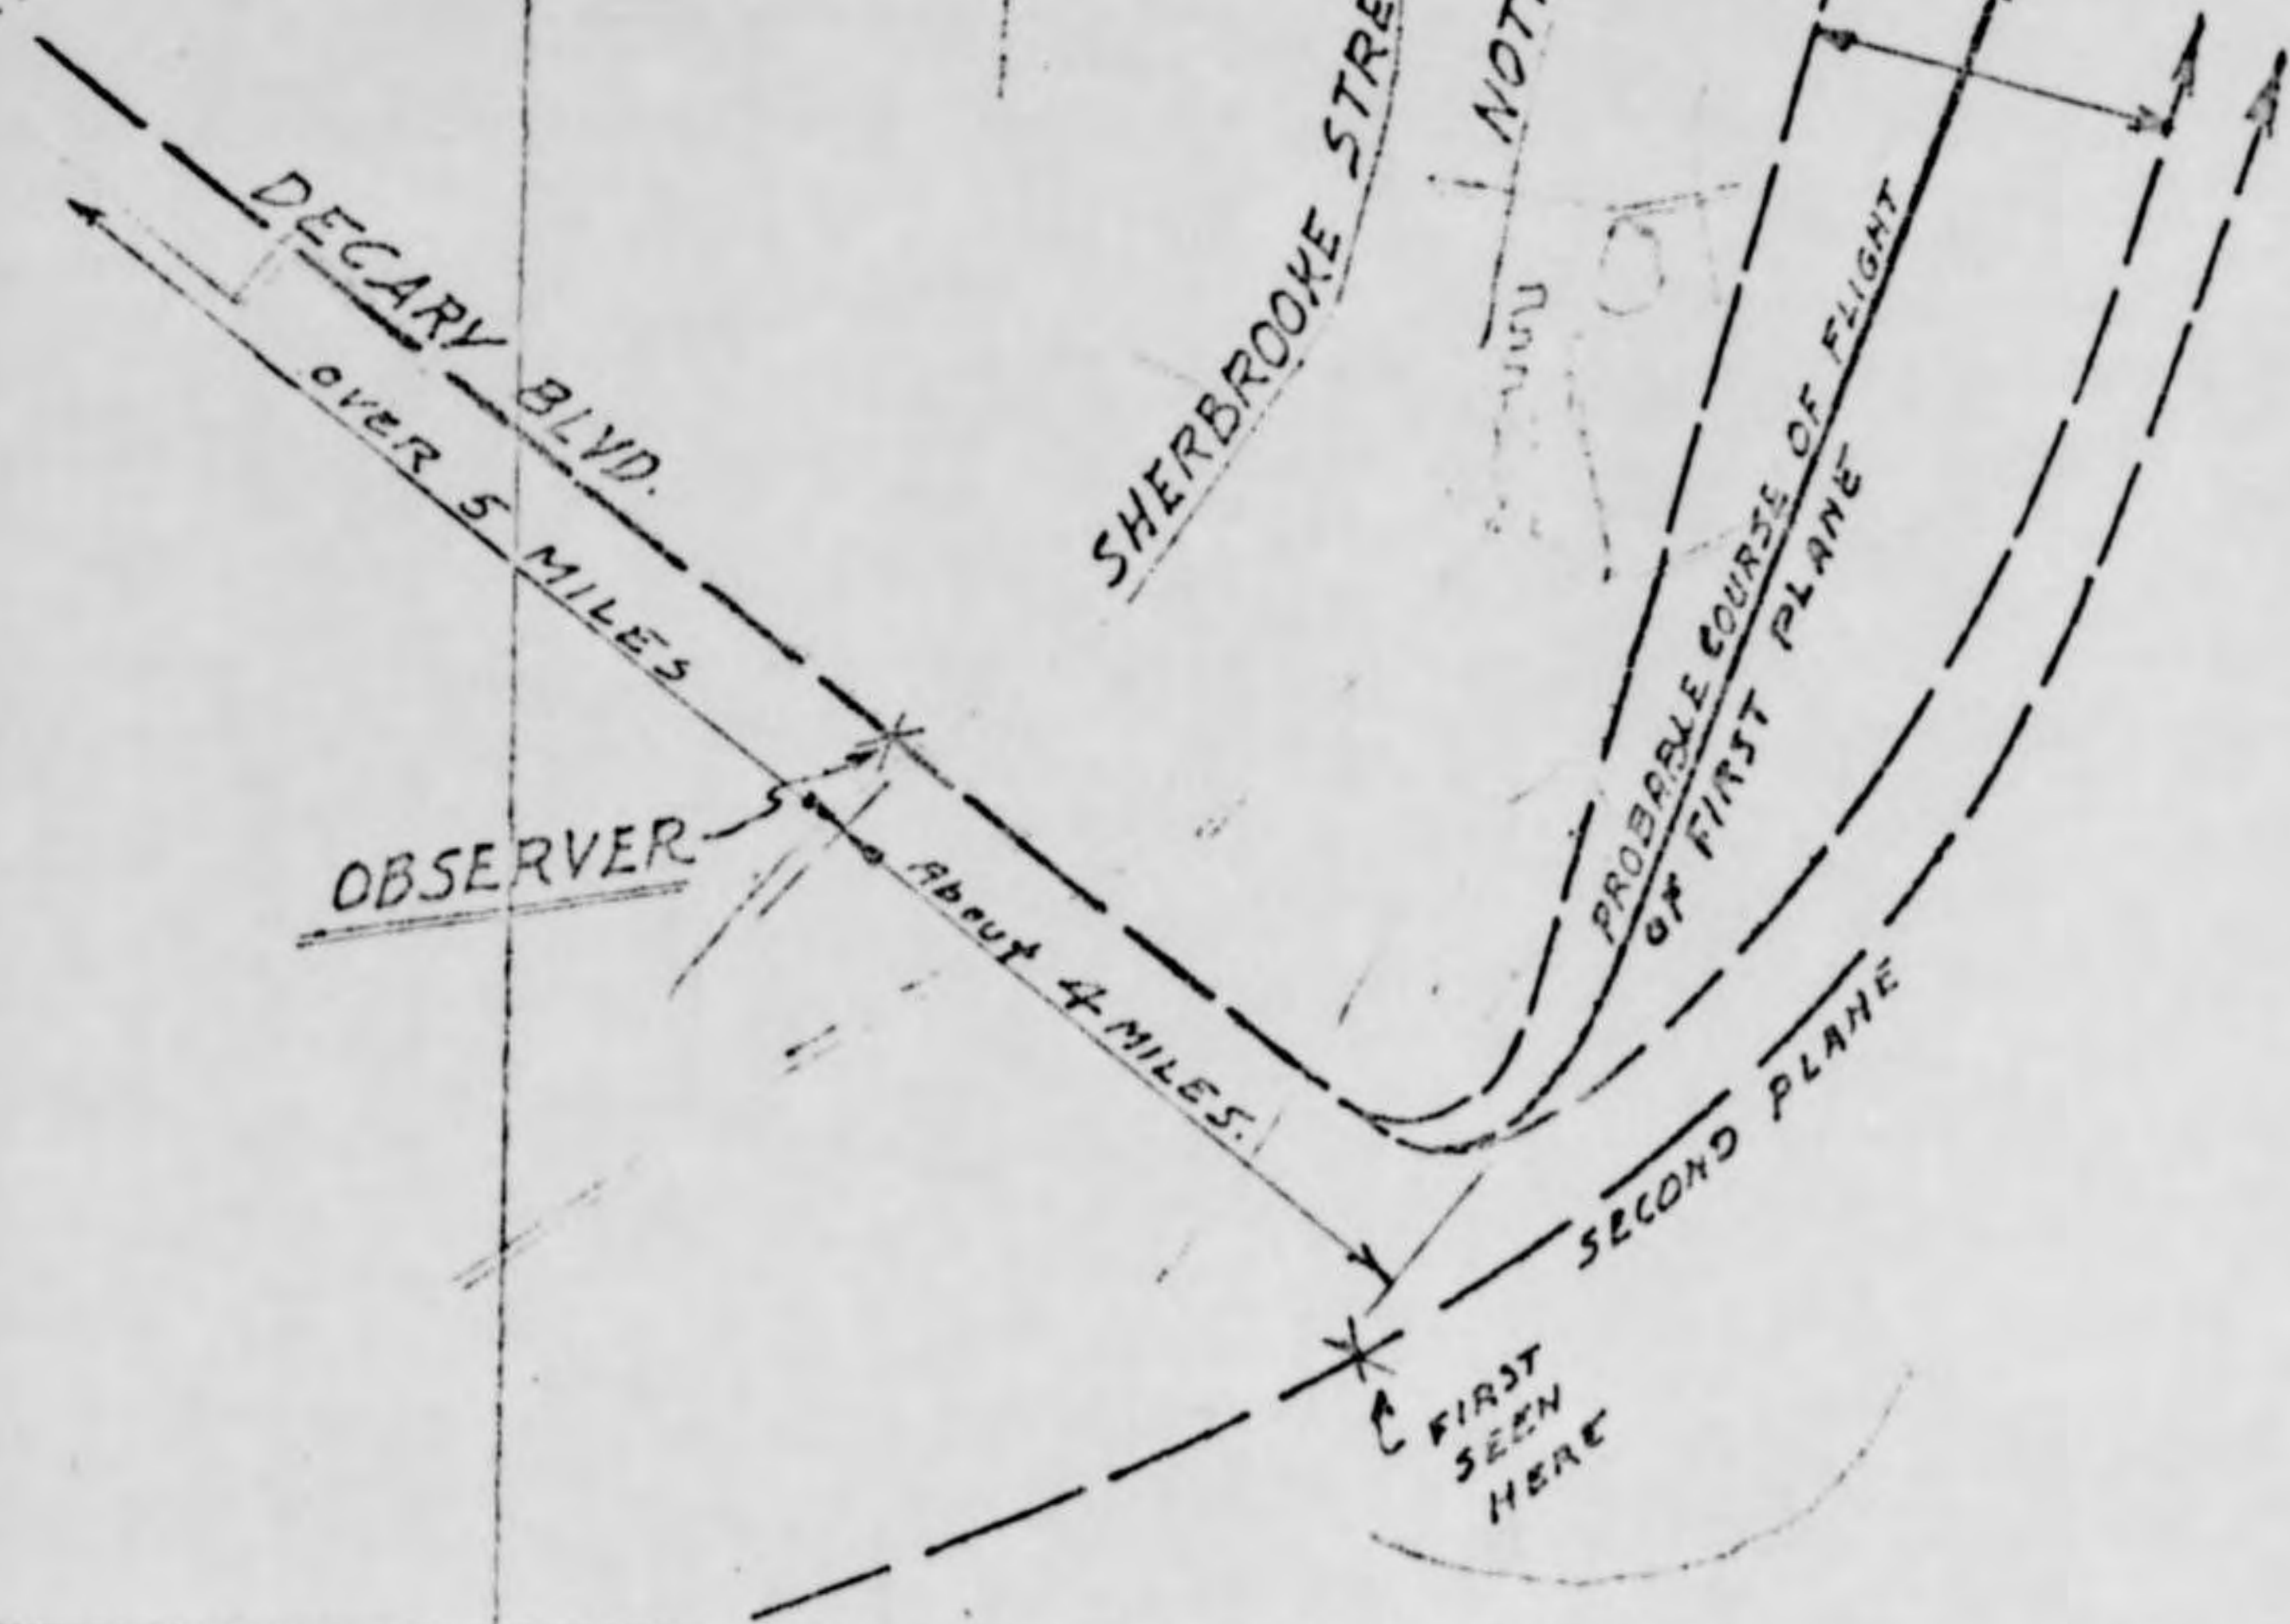 DECARY BLVD.
OVER 5 MILES
OBSERVER
ABOUT 4 MILES.
SHERBROOKE STRE
NOT
PROBABLE COURSE OF FLIGHT
OF FIRST PLANE
SECOND PLANE
FIRST
SEEN
HERE